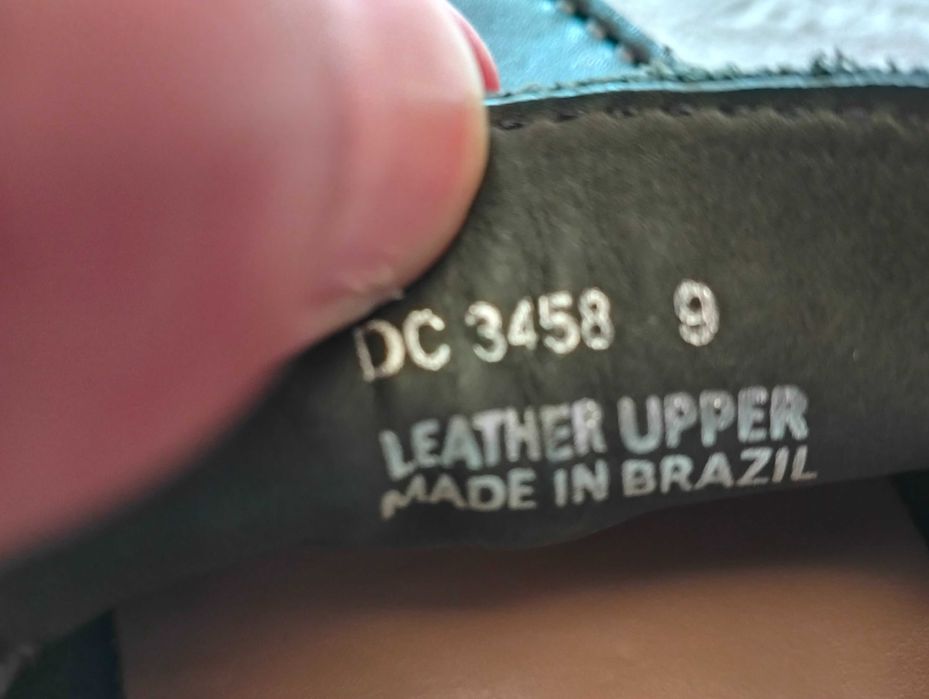 DC 3458 9
LEATHER UPPER
MADE IN BRAZIL